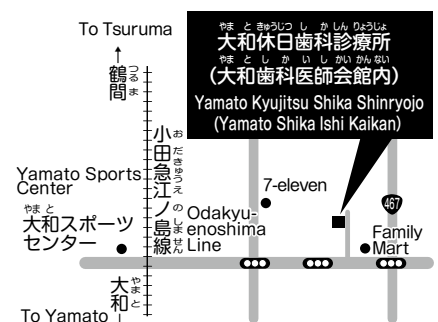 To Tsuruma
つる ま
鶴間
やまと きゅうじつ し か しんりょうじょ
大和休日歯科診療所
やまと し か い し かい かん ない
(大和歯科医師会館内)
Yamato Kyujitsu Shika Shinryojo
(Yamato Shika Ishi Kaikan)
お だ きゅう え の しま せん
小田急江ノ島線
Odakyu-
enoshima
Line
Yamato Sports
Center
やま と
大和スポーツ
センター
7-eleven
467
Family
Mart
やま と
大和
To Yamato